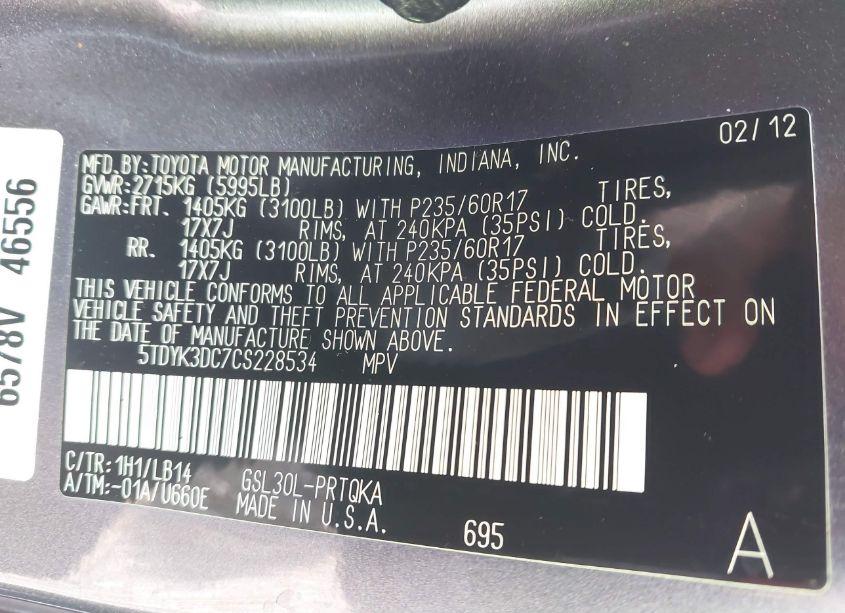 02/12
MFD.BY:TOYOTA MOTOR MANUFACTURING, INDIANA, INC.
GVWR:2715KG (5995LB)
GAWR:FRT. 1405KG (3100LB) WITH P235/60R17 TIRES,
17X7J RIMS, AT 240KPA (35PSI) COLD.
RR. 1405KG (3100LB) WITH P235/60R17 TIRES,
17X7J RIMS, AT 240KPA (35PSI) COLD.
THIS VEHICLE CONFORMS TO ALL APPLICABLE FEDERAL MOTOR
VEHICLE SAFETY AND THEFT PREVENTION STANDARDS IN EFFECT ON
THE DATE OF MANUFACTURE SHOWN ABOVE.
5TDYK3DC7CS228534 MPV
C/TR:1H1/LB14
A/TM:-01A/U660E
GSL30L-PRTQKA
MADE IN U.S.A.
695
A
6578V 46556